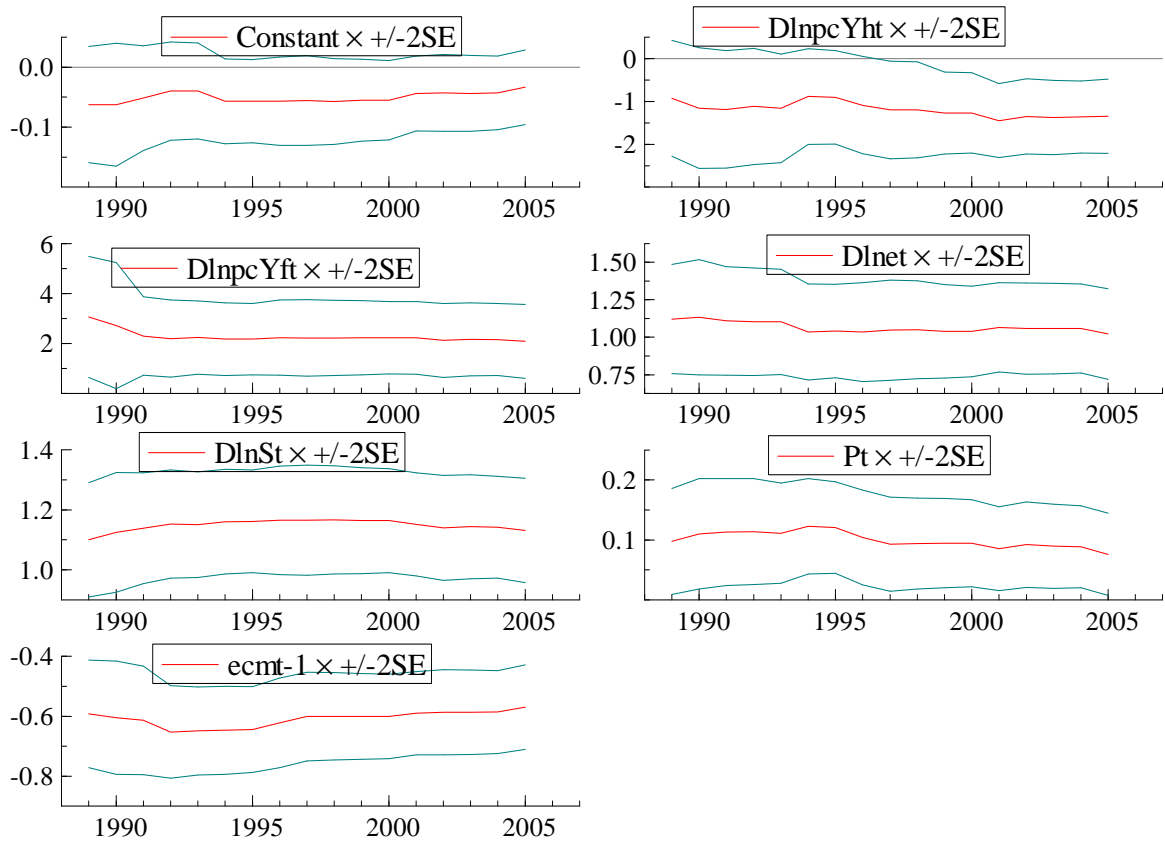 Constant × +/-2SE
0.0
-0.1
1990 1995 2000 2005
DlnpcYht × +/-2SE
0
-1
-2
1990 1995 2000 2005
DlnpcYft × +/-2SE
6
4
2
1990 1995 2000 2005
Dlnet × +/-2SE
1.50
1.25
1.00
0.75
1990 1995 2000 2005
DlnSt × +/-2SE
1.4
1.2
1.0
1990 1995 2000 2005
Pt × +/-2SE
0.2
0.1
1990 1995 2000 2005
ecmt-1 × +/-2SE
-0.4
-0.6
-0.8
1990 1995 2000 2005